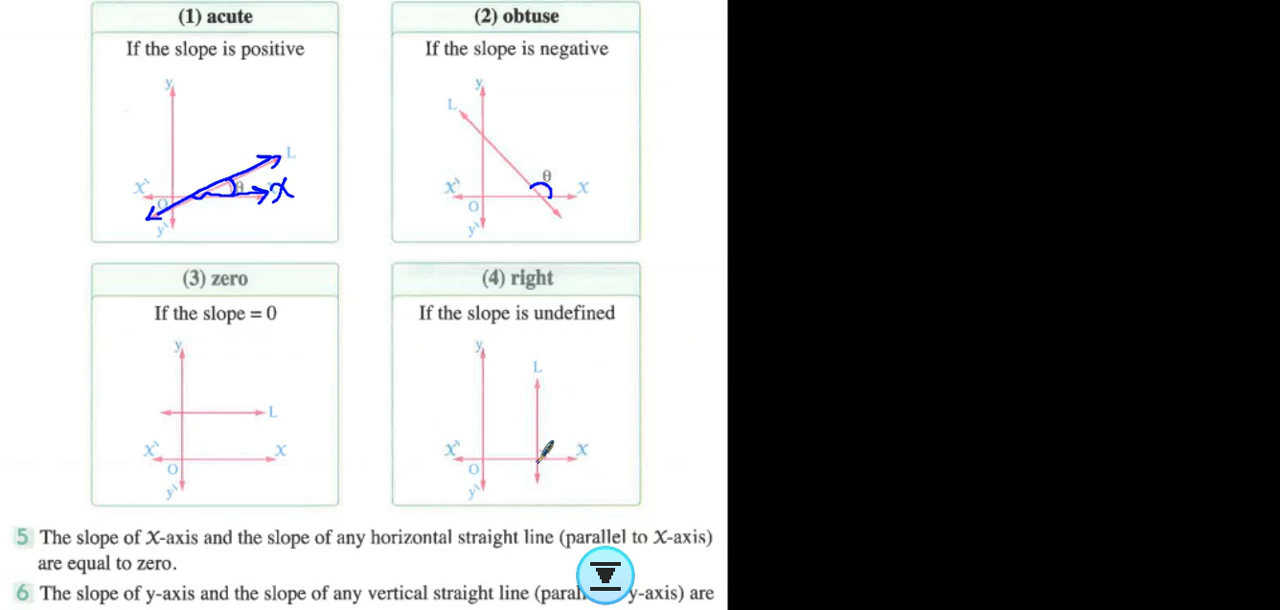 (1) acute
If the slope is positive
y
L
θ
X\
x
O
y\
(2) obtuse
If the slope is negative
y
L
θ
X\
X
O
y\
(3) zero
If the slope = 0
y
L
X\
X
O
y\
(4) right
If the slope is undefined
y
L
X\
X
O
y\
5 The slope of X-axis and the slope of any horizontal straight line (parallel to X-axis)
are equal to zero.
6 The slope of y-axis and the slope of any vertical straight line (y-axis) are